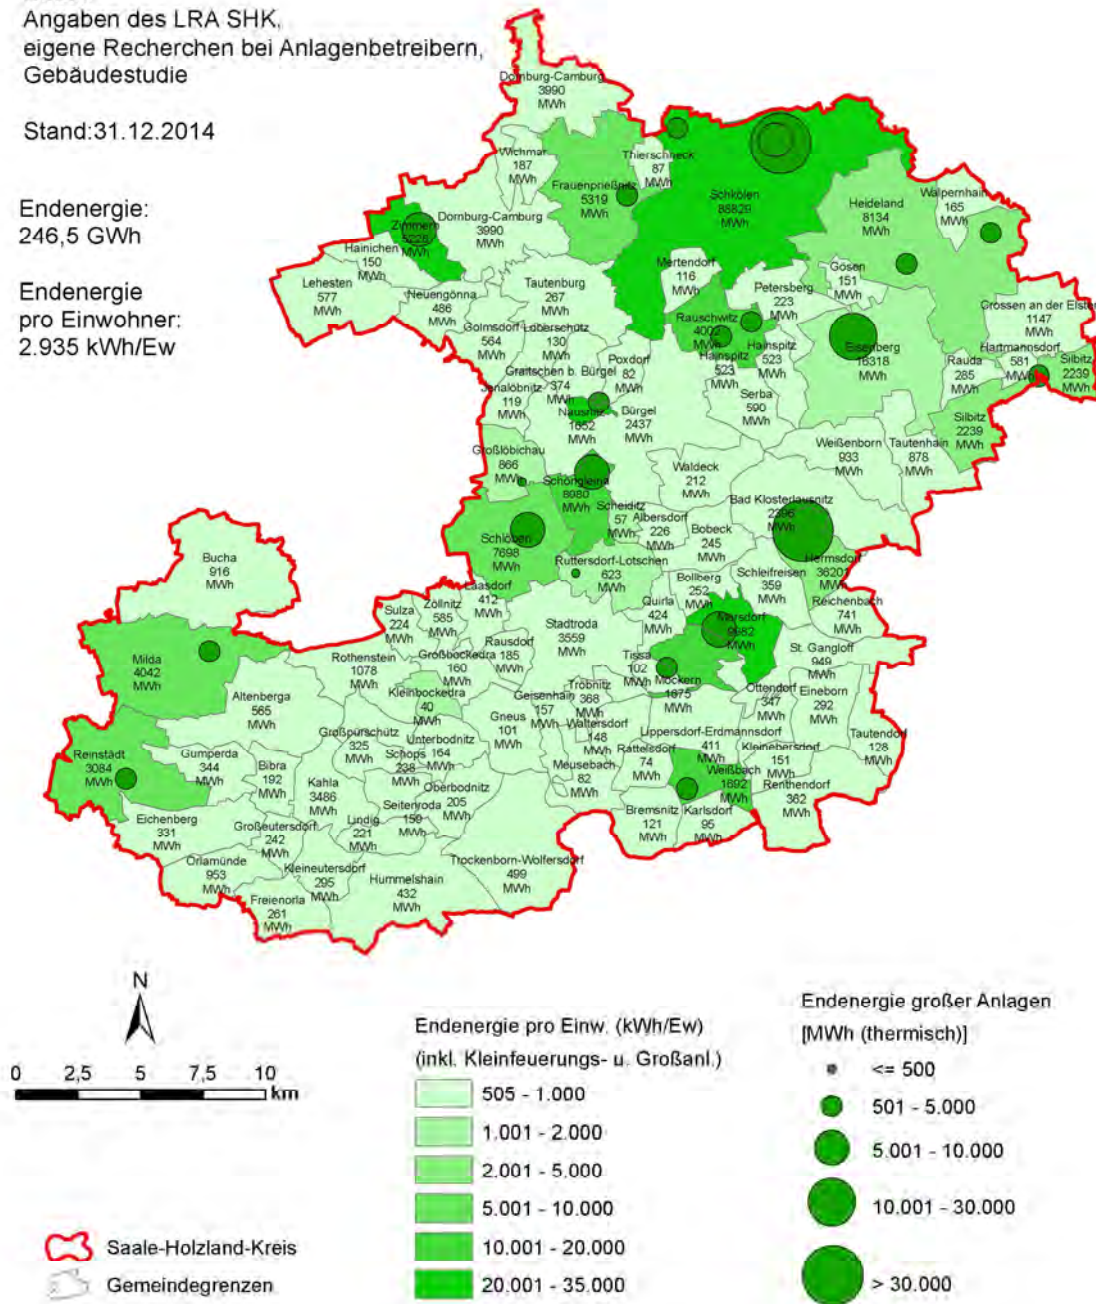 Angaben des LRA SHK,
eigene Recherchen bei Anlagenbetreibern,
Gebäudestudie
Stand:31.12.2014
Endenergie:
246,5 GWh
Endenergie
pro Einwohner:
2.935 kWh/Ew
Dornburg-Camburg
3990
MWh
Wichmar
187
MWh
Thierschneck
87
MWh
Frauenprießnitz
5319
MWh
Schkölen
88829
MWh
Heideland
8134
MWh
Walpernhain
165
MWh
Zimmern
5226
MWh
Dornburg-Camburg
3990
MWh
Hainichen
150
MWh
Lehesten
577
MWh
Neuengönna
486
MWh
Tautenburg
267
MWh
Mertendorf
116
MWh
Gösen
151
MWh
Petersberg
223
MWh
Crossen an der Elster
1147
MWh
Golmsdorf
564
MWh
Löberschütz
130
MWh
Rauschwitz
4002
MWh
Hainspitz
523
MWh
Hainspitz
523
MWh
Eisenberg
16318
MWh
Hartmannsdorf
581
MWh
Rauda
285
MWh
Silbitz
2239
MWh
Poxdorf
82
MWh
Graitschen b. Bürgel
374
MWh
Jenalöbnitz
119
MWh
Nausnitz
1652
MWh
Bürgel
2437
MWh
Serba
590
MWh
Silbitz
2239
MWh
Großlöbichau
866
MWh
Weißenborn
933
MWh
Tautenhain
878
MWh
Waldeck
212
MWh
Schöngleina
8980
MWh
Scheiditz
57
MWh
Albersdorf
226
MWh
Bad Klosterlausnitz
2396
MWh
Bobeck
245
MWh
Schlöben
7698
MWh
Hermsdorf
3620
MWh
Bucha
916
MWh
Ruttersdorf-Lotschen
623
MWh
Bollberg
252
MWh
Schleifreisen
359
MWh
Laasdorf
412
MWh
Reichenbach
741
MWh
Zöllnitz
585
MWh
Sulza
224
MWh
Quirla
424
MWh
Mörsdorf
9982
MWh
Stadtroda
3559
MWh
Rausdorf
185
MWh
St. Gangloff
949
MWh
Milda
4042
MWh
Rothenstein
1078
MWh
Großbockedra
160
MWh
Tissa
102
MWh
Möckern
1675
MWh
Tröbnitz
368
MWh
Altenberga
565
MWh
Kleinbockedra
40
MWh
Geisenhain
157
MWh
Ottendorf
347
MWh
Eineborn
292
MWh
Gneus
101
MWh
Waltersdorf
148
MWh
Lippersdorf-Erdmannsdorf
411
MWh
Tautendorf
128
MWh
Großpürschütz
325
MWh
Unterbodnitz
164
MWh
Schöps
238
MWh
Rattelsdorf
74
MWh
Kleinebersdorf
151
MWh
Reinstädt
3084
MWh
Gumperda
344
MWh
Bibra
192
MWh
Meusebach
82
MWh
Weißbach
1692
MWh
Renthendorf
362
MWh
Kahla
3486
MWh
Oberbodnitz
205
MWh
Seitenroda
159
MWh
Eichenberg
331
MWh
Großeutersdorf
242
MWh
Lindig
221
MWh
Bremsnitz
121
MWh
Karlsdorf
95
MWh
Orlamünde
953
MWh
Kleineutersdorf
295
MWh
Hummelshain
432
MWh
Trockenborn-Wolfersdorf
499
MWh
Freienorla
261
MWh
N
0 2,5 5 7,5 10
km
Saale-Holzland-Kreis
Gemeindegrenzen
Endenergie pro Einw. (kWh/Ew)
(inkl. Kleinfeuerungs- u. Großanl.)
505 - 1.000
1.001 - 2.000
2.001 - 5.000
5.001 - 10.000
10.001 - 20.000
20.001 - 35.000
Endenergie großer Anlagen
[MWh (thermisch)]
<= 500
501 - 5.000
5.001 - 10.000
10.001 - 30.000
> 30.000